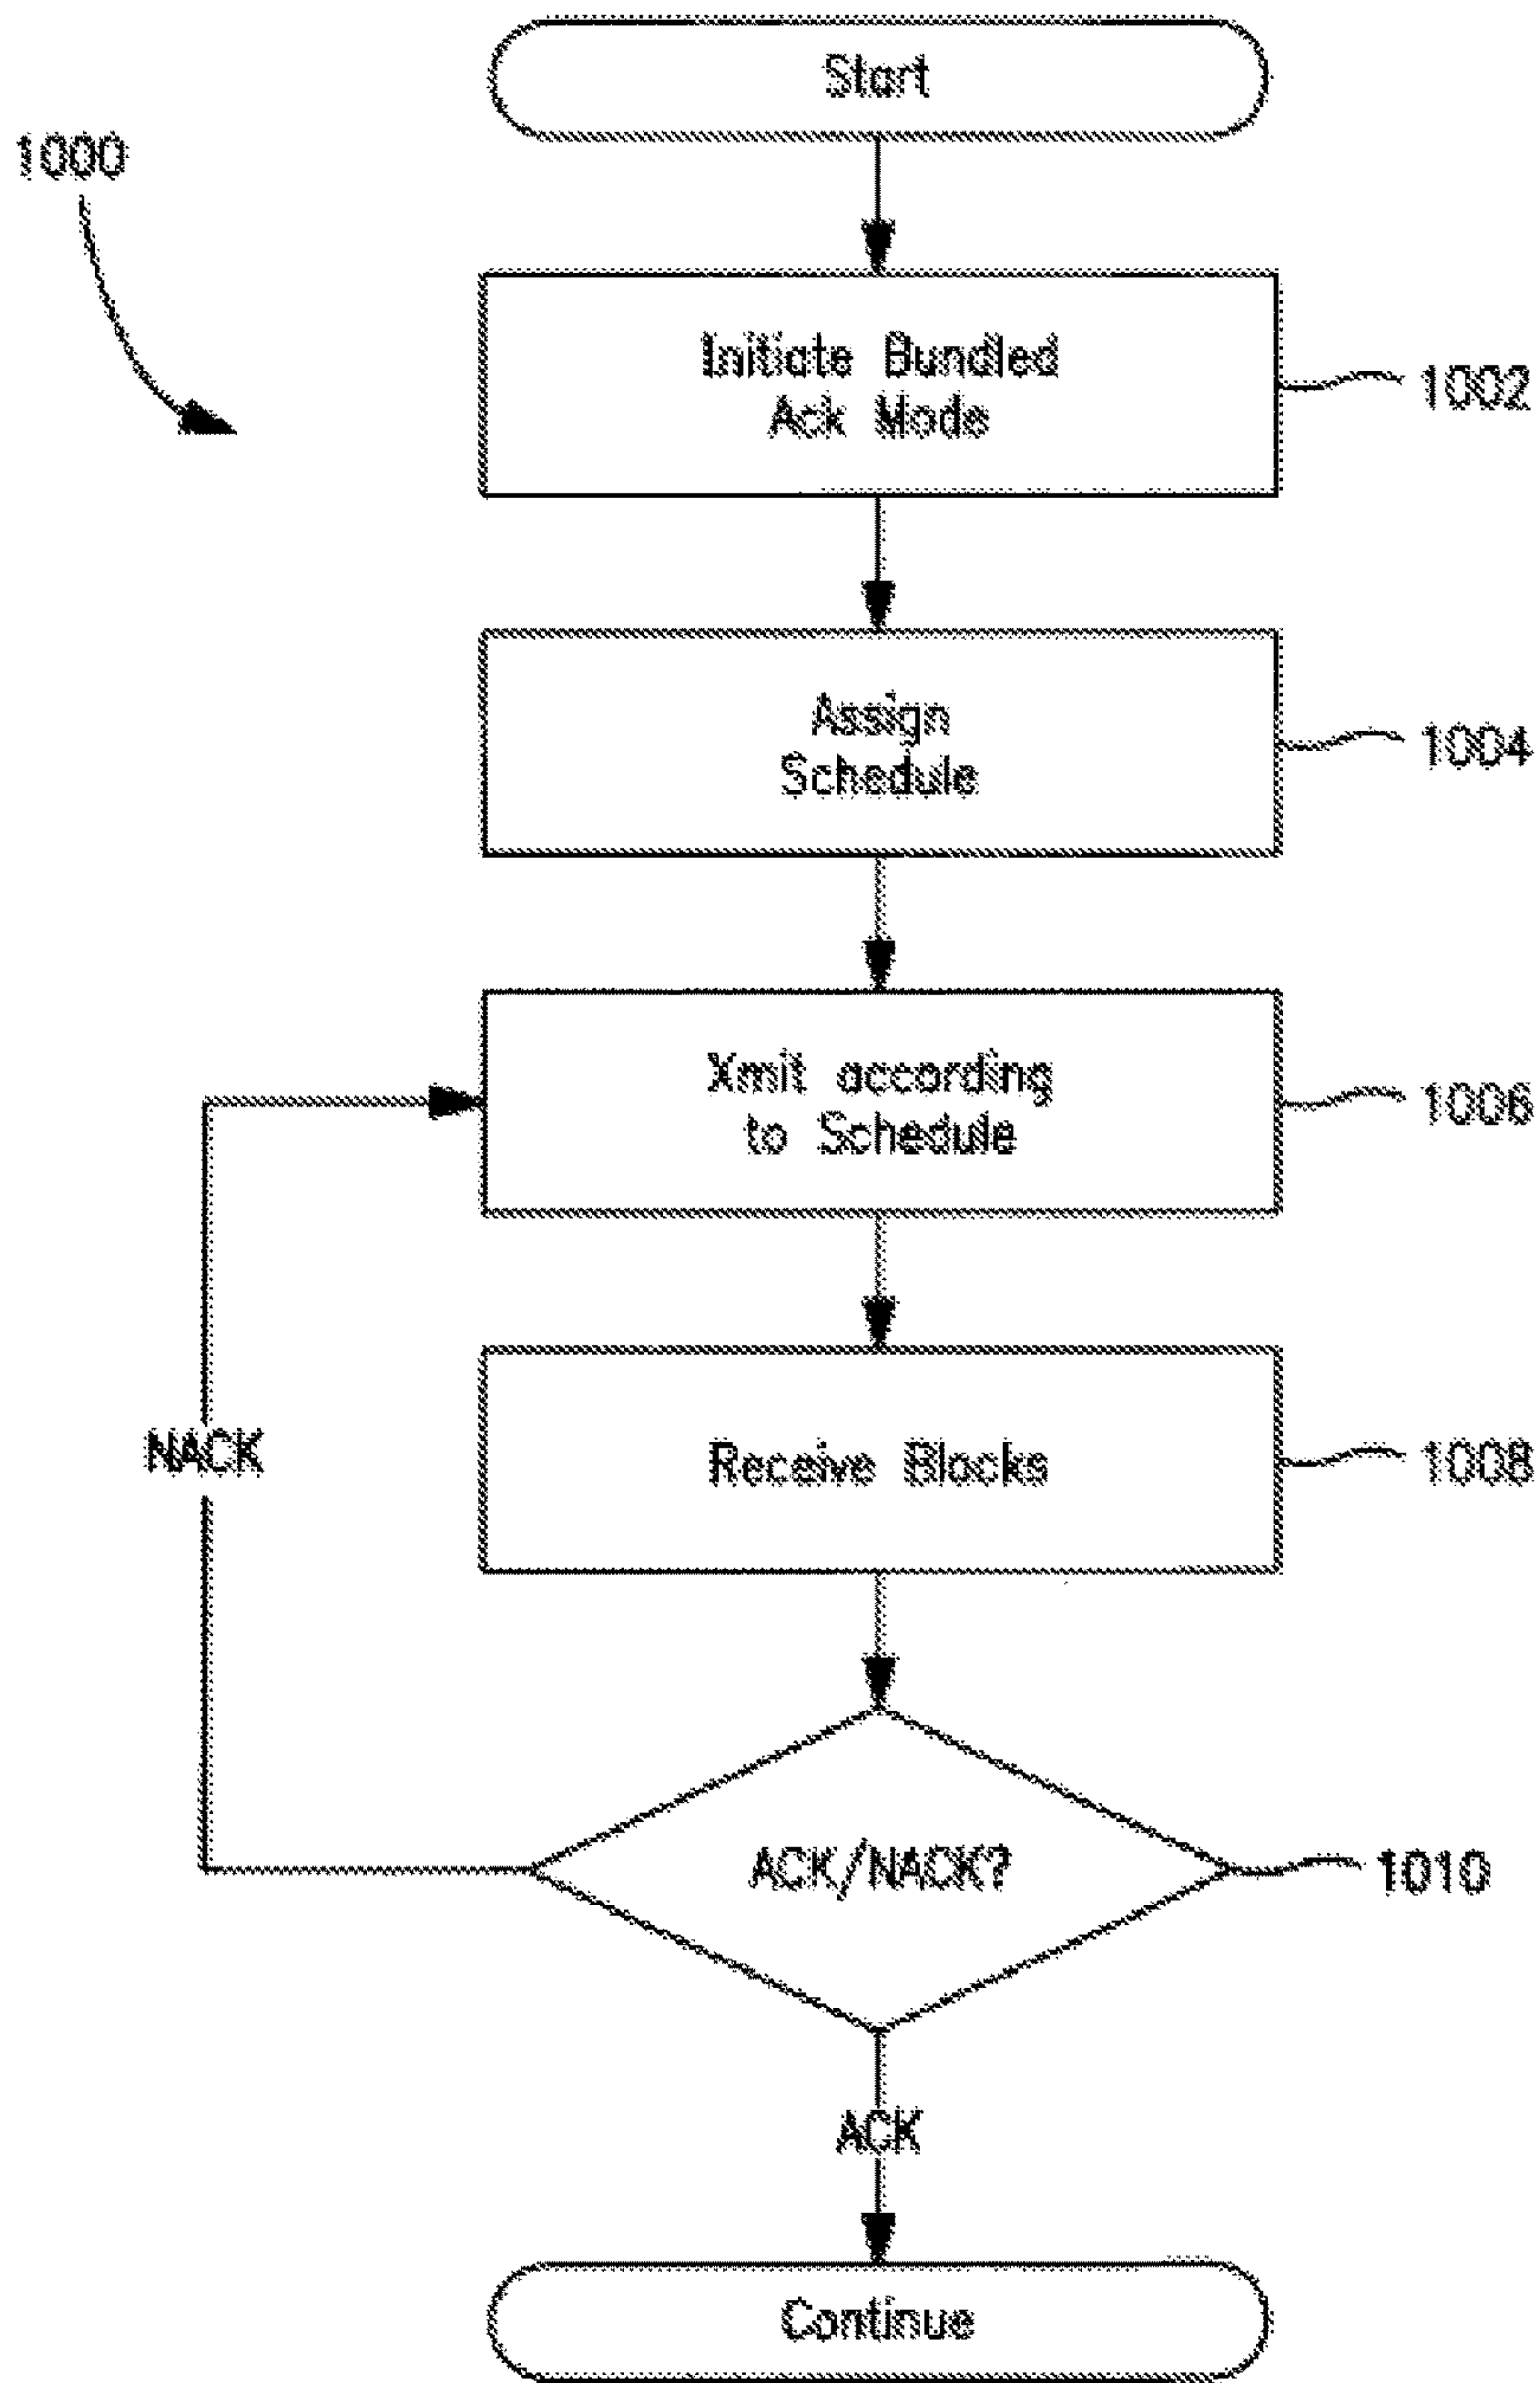 Start
1000
Initiate Bundled
Ack Mode
1002
Assign
Schedule
1004
Xmit according
to Schedule
1006
NACK
Receive Blocks
1008
ACK/NACK?
1010
ACK
Continue